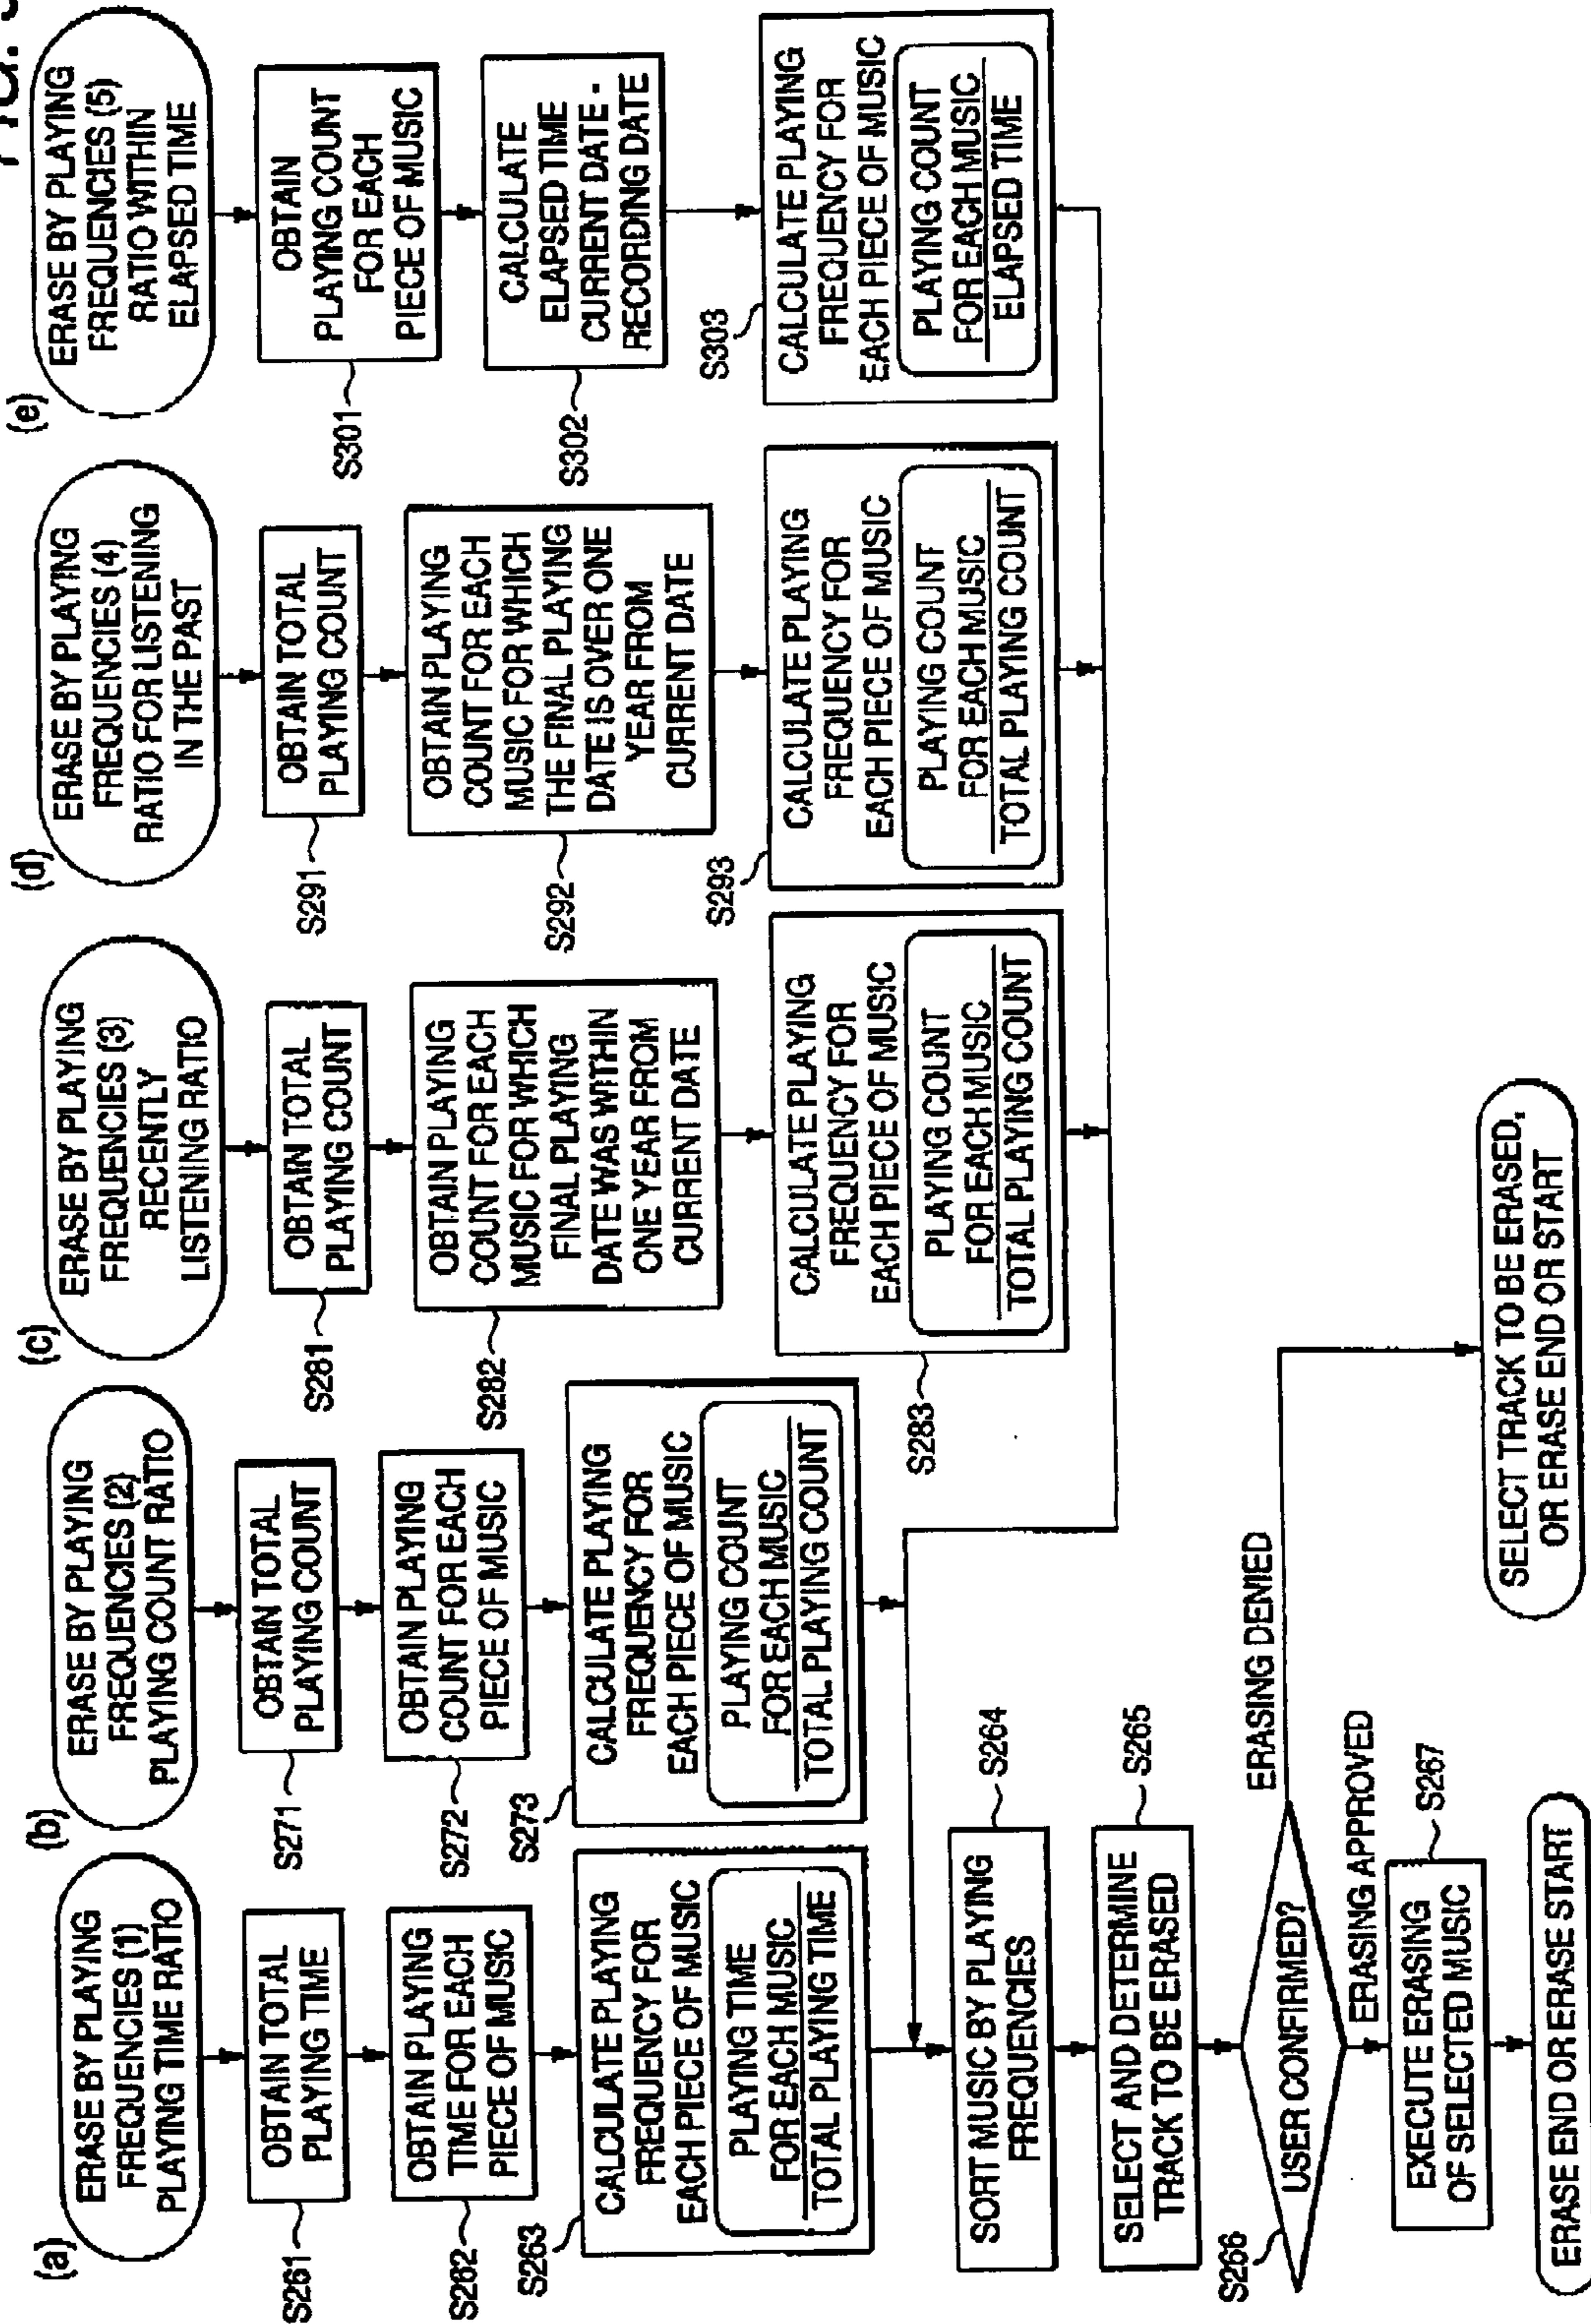 (a)
ERASE BY PLAYING
FREQUENCIES (1)
PLAYING TIME RATIO
S261
OBTAIN TOTAL
PLAYING TIME
S262
OBTAIN PLAYING
TIME FOR EACH
PIECE OF MUSIC
S263
CALCULATE PLAYING
FREQUENCY FOR
EACH PIECE OF MUSIC
PLAYING TIME
FOR EACH MUSIC
TOTAL PLAYING TIME
(b)
ERASE BY PLAYING
FREQUENCIES (2)
PLAYING COUNT RATIO
S271
OBTAIN TOTAL
PLAYING COUNT
S272
OBTAIN PLAYING
COUNT FOR EACH
PIECE OF MUSIC
S273
CALCULATE PLAYING
FREQUENCY FOR
EACH PIECE OF MUSIC
PLAYING COUNT
FOR EACH MUSIC
TOTAL PLAYING COUNT
(c)
ERASE BY PLAYING
FREQUENCIES (3)
RECENTLY
LISTENING RATIO
S281
OBTAIN TOTAL
PLAYING COUNT
S282
OBTAIN PLAYING
COUNT FOR EACH
MUSIC FOR WHICH
FINAL PLAYING
DATE WAS WITHIN
ONE YEAR FROM
CURRENT DATE
S283
CALCULATE PLAYING
FREQUENCY FOR
EACH PIECE OF MUSIC
PLAYING COUNT
FOR EACH MUSIC
TOTAL PLAYING COUNT
(d)
ERASE BY PLAYING
FREQUENCIES (4)
RATIO FOR LISTENING
IN THE PAST
S291
OBTAIN TOTAL
PLAYING COUNT
S292
OBTAIN PLAYING
COUNT FOR EACH
MUSIC FOR WHICH
THE FINAL PLAYING
DATE IS OVER ONE
YEAR FROM
CURRENT DATE
S293
CALCULATE PLAYING
FREQUENCY FOR
EACH PIECE OF MUSIC
PLAYING COUNT
FOR EACH MUSIC
TOTAL PLAYING COUNT
(e)
ERASE BY PLAYING
FREQUENCIES (5)
RATIO WITHIN
ELAPSED TIME
S301
OBTAIN
PLAYING COUNT
FOR EACH
PIECE OF MUSIC
S302
CALCULATE
ELAPSED TIME
CURRENT DATE -
RECORDING DATE
S303
CALCULATE PLAYING
FREQUENCY FOR
EACH PIECE OF MUSIC
PLAYING COUNT
FOR EACH MUSIC
ELAPSED TIME
SORT MUSIC BY PLAYING
FREQUENCIES
S264
SELECT AND DETERMINE
TRACK TO BE ERASED
S265
S266
USER CONFIRMED?
ERASING DENIED
ERASING APPROVED
EXECUTE ERASING
OF SELECTED MUSIC
S267
ERASE END OR ERASE START
SELECT TRACK TO BE ERASED,
OR ERASE END OR START